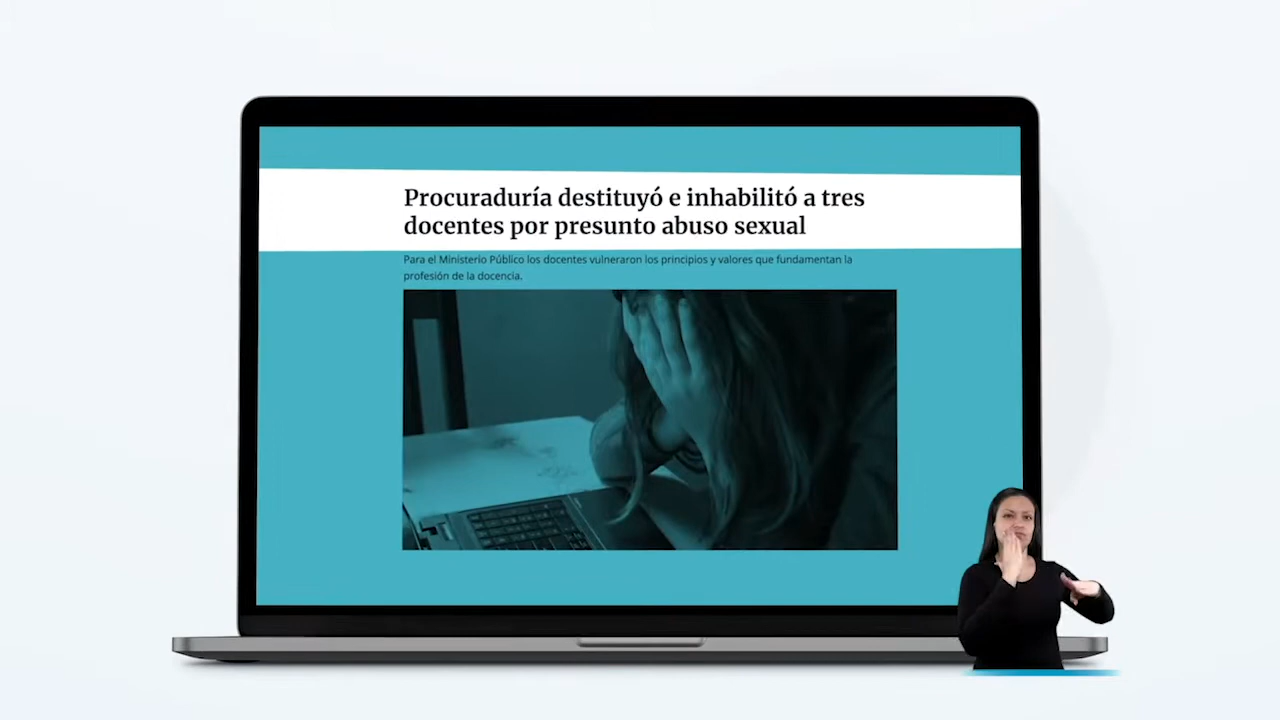 Procuraduría destituyó e inhabilitó a tres
docentes por presunto abuso sexual
Para el Ministerio Público los docentes vulneraron los principios y valores que fundamentan la
profesión de la docencia.